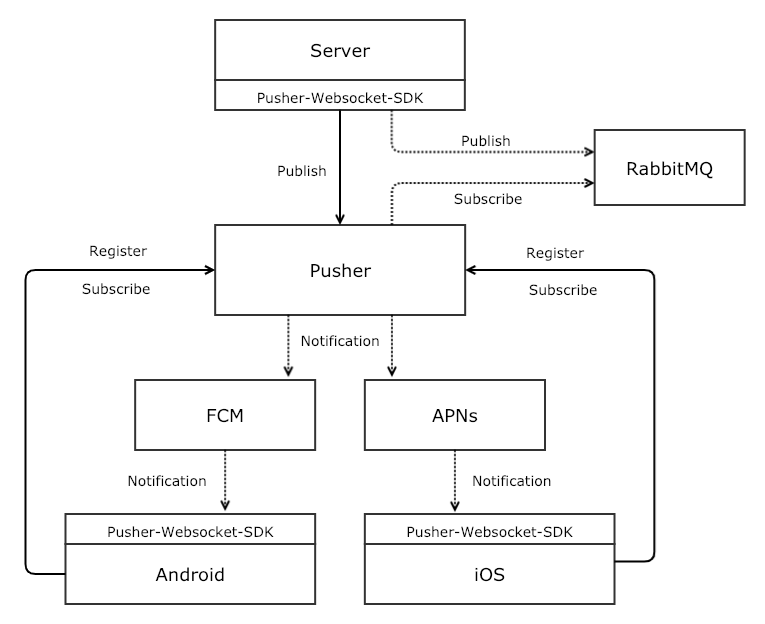 Server
Pusher-Websocket-SDK
Publish
Publish
RabbitMQ
Subscribe
Register
Subscribe
Pusher
Register
Subscribe
Notification
FCM
APNs
Notification
Notification
Pusher-Websocket-SDK
Android
Pusher-Websocket-SDK
iOS